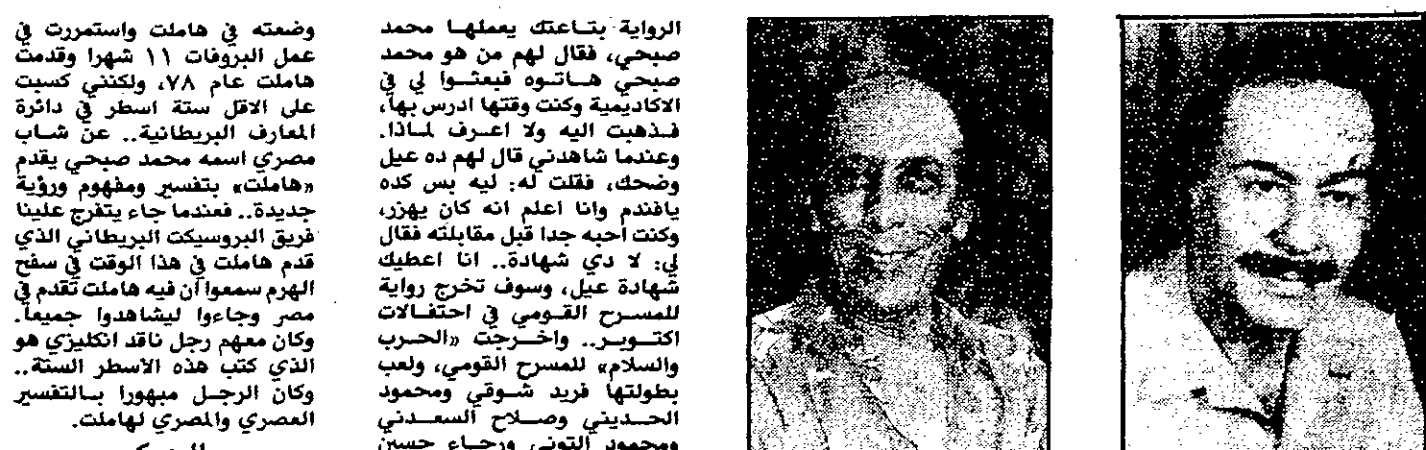 الرواية بتاعتك يعملها محمد
صبحي، فقال لهم من هو محمد
صبحي هاتوه فبعثوا لي في
الاكاديمية وكنت وقتها ادرس بها،
فذهبت اليه ولا اعرف لماذا.
وعندما شاهدني قال لهم ده عيل
وضحك، فقلت له: ليه بس كده
يافندم وانا اعلم انه كان يهزر،
وكنت احبه جدا قبل مقابلته فقال
لي: لا دي شهادة.. انا اعطيك
شهادة عيل، وسوف تخرج رواية
للمسرح القومي في احتفالات
اكتوبر.. واخرجت «الحرب
والسلام» للمسرح القومي، ولعب
بطولتها فريد شوقي ومحمود
الحديني وصلاح السعدني
ومحمود التوني ورجاء حسين
وضعته في هاملت واستمررت في
عمل البروفات ١١ شهرا وقدمت
هاملت عام ٧٨، ولكنني كسبت
على الاقل ستة اسطر في دائرة
المعارف البريطانية.. عن شاب
مصري اسمه محمد صبحي يقدم
«هاملت» بتفسير ومفهوم ورؤية
جديدة.. فعندما جاء يتفرج علينا
فريق البروسيكت البريطاني الذي
قدم هاملت في هذا الوقت في سفح
الهرم سمعوا ان فيه هاملت تقدم في
مصر وجاءوا ليشاهدوا جميعاً.
وكان معهم رجل ناقد انكليزي هو
الذي كتب هذه الاسطر الستة..
وكان الرجل مبهورا بالتفسير
العصري والمصري لهاملت.